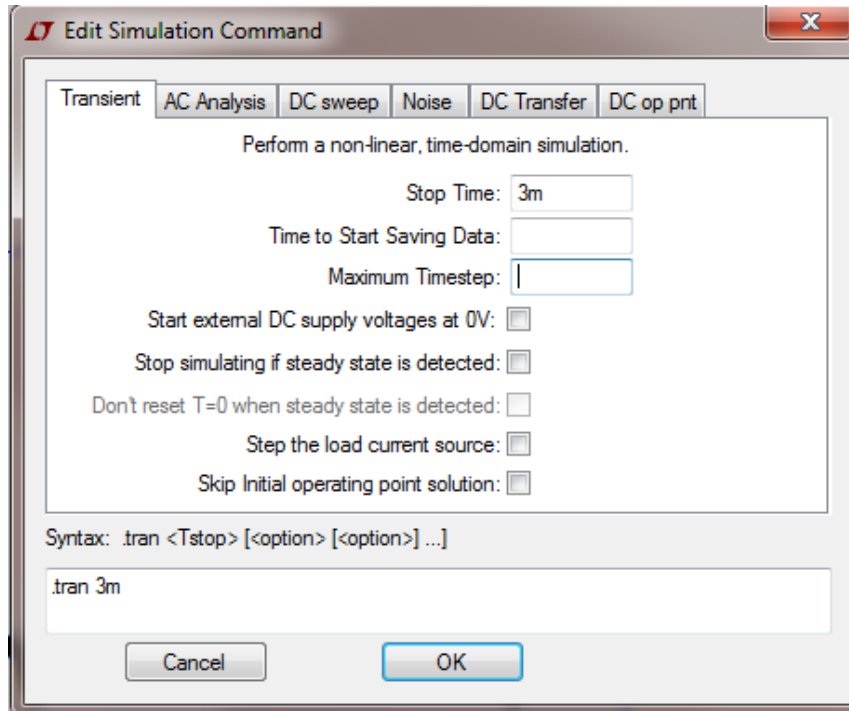 Edit Simulation Command
Transient AC Analysis DC sweep Noise DC Transfer DC op pnt
Perform a non-linear, time-domain simulation.
Stop Time: 3m
Time to Start Saving Data:
Maximum Timestep:
Start external DC supply voltages at 0V:
Stop simulating if steady state is detected:
Don't reset T=0 when steady state is detected:
Step the load current source:
Skip Initial operating point solution:
Syntax: .tran <Tstop> [<option> [<option>] ...]
.tran 3m
Cancel OK